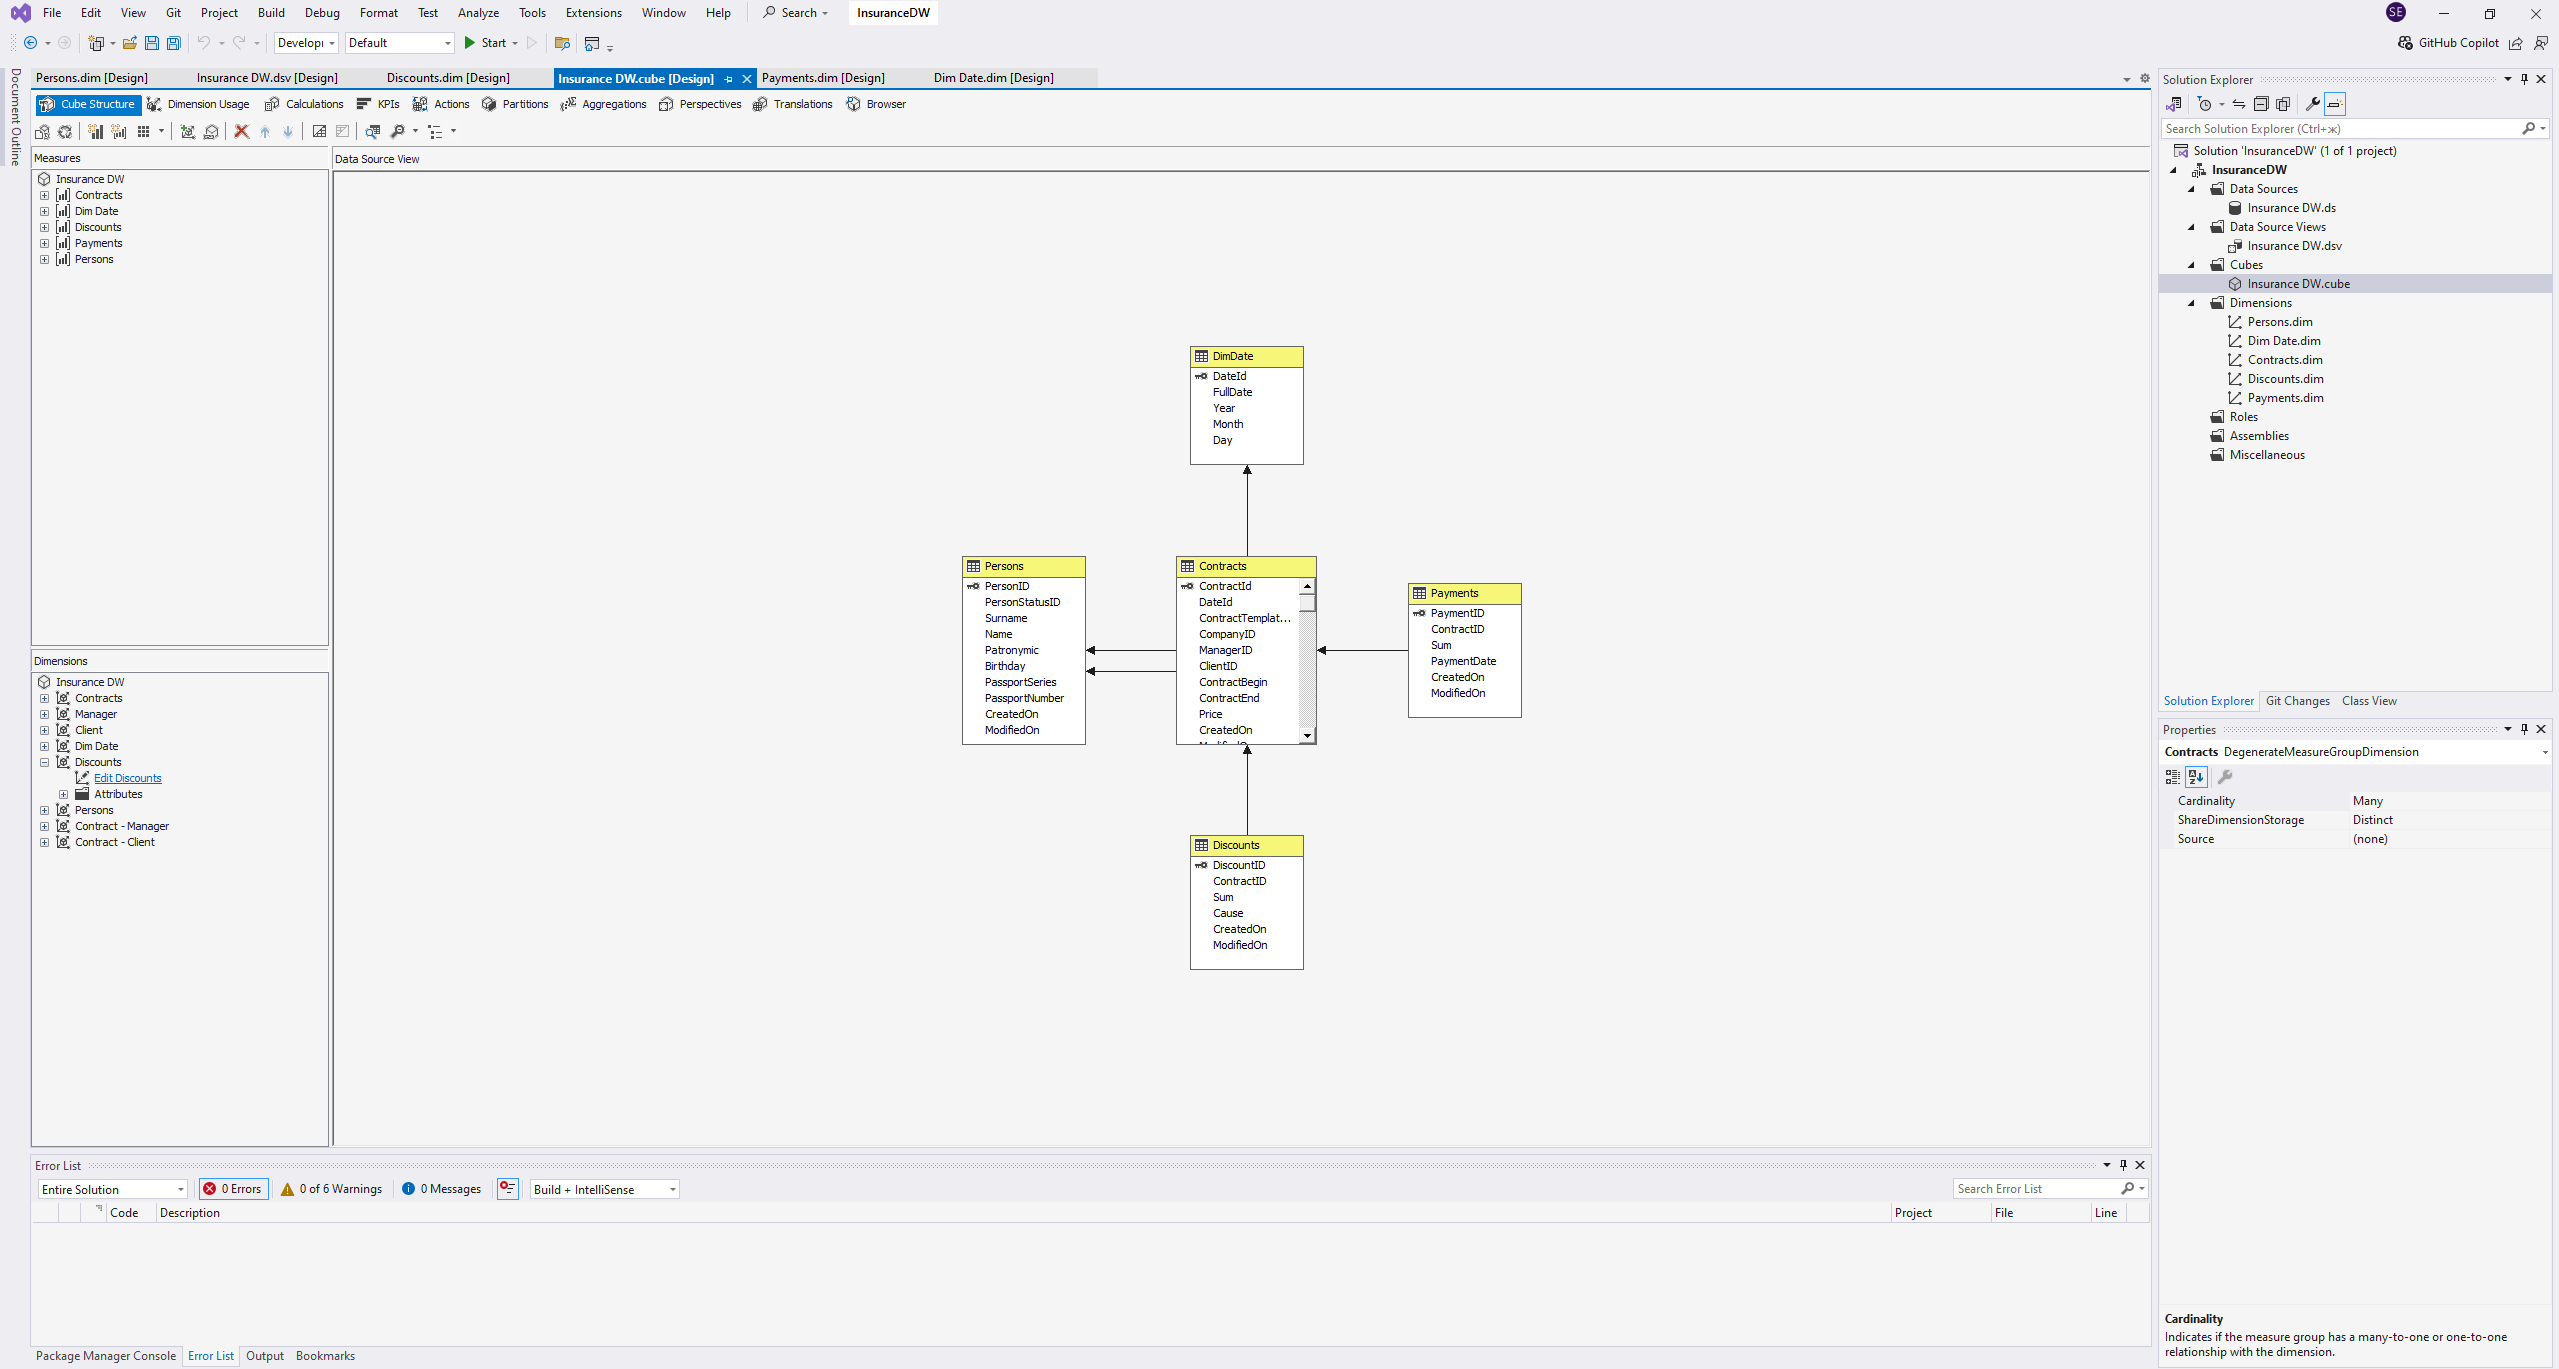 File Edit View Git Project Build Debug Format Test Analyze Tools Extensions Window Help Search InsuranceDW SE
Developi Default Start GitHub Copilot
Document Outline
Persons.dim [Design] Insurance DW.dsv [Design] Discounts.dim [Design] Insurance DW.cube [Design] Payments.dim [Design] Dim Date.dim [Design]
Cube Structure Dimension Usage Calculations KPIs Actions Partitions Aggregations Perspectives Translations Browser
Measures
Insurance DW
Contracts
Dim Date
Discounts
Payments
Persons
Dimensions
Insurance DW
Contracts
Manager
Client
Dim Date
Discounts
Edit Discounts
Attributes
Persons
Contract - Manager
Contract - Client
Data Source View
DimDate
DateId
FullDate
Year
Month
Day
Persons
PersonID
PersonStatusID
Surname
Name
Patronymic
Birthday
PassportSeries
PassportNumber
CreatedOn
ModifiedOn
Contracts
ContractId
DateId
ContractTemplat...
CompanyID
ManagerID
ClientID
ContractBegin
ContractEnd
Price
CreatedOn
Payments
PaymentID
ContractID
Sum
PaymentDate
CreatedOn
ModifiedOn
Discounts
DiscountID
ContractID
Sum
Cause
CreatedOn
ModifiedOn
Error List
Entire Solution 0 Errors 0 of 6 Warnings 0 Messages Build + IntelliSense Search Error List
Code Description Project File Line
Package Manager Console Error List Output Bookmarks
Solution Explorer
Search Solution Explorer (Ctrl+ж)
Solution 'InsuranceDW' (1 of 1 project)
InsuranceDW
Data Sources
Insurance DW.ds
Data Source Views
Insurance DW.dsv
Cubes
Insurance DW.cube
Dimensions
Persons.dim
Dim Date.dim
Contracts.dim
Discounts.dim
Payments.dim
Roles
Assemblies
Miscellaneous
Solution Explorer Git Changes Class View
Properties
Contracts DegenerateMeasureGroupDimension
Cardinality Many
ShareDimensionStorage Distinct
Source (none)
Cardinality
Indicates if the measure group has a many-to-one or one-to-one
relationship with the dimension.